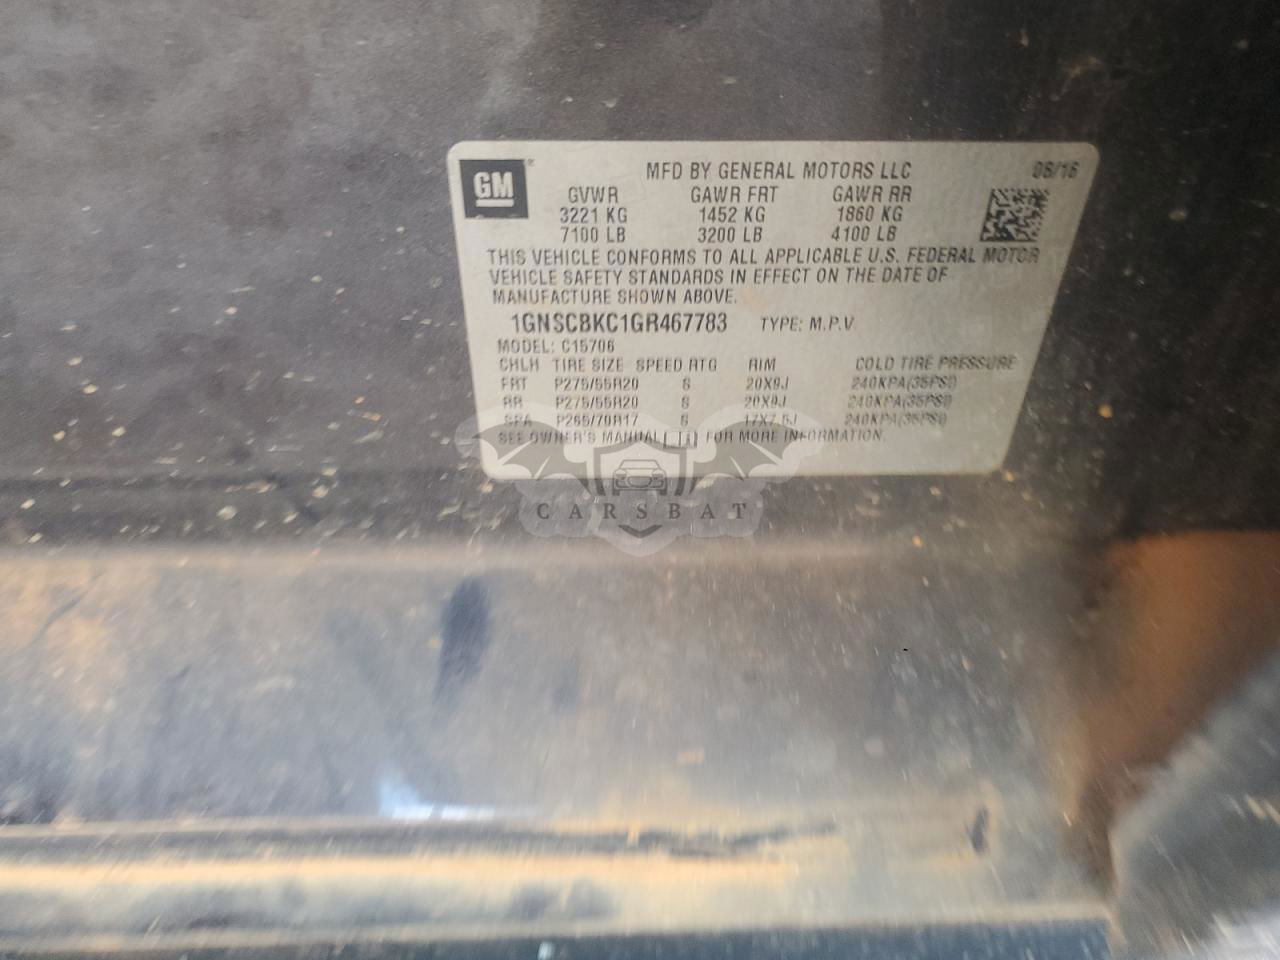 GM
MFD BY GENERAL MOTORS LLC 08/16
GVWR GAWR FRT GAWR RR
3221 KG 1452 KG 1860 KG
7100 LB 3200 LB 4100 LB
THIS VEHICLE CONFORMS TO ALL APPLICABLE U.S. FEDERAL MOTOR
VEHICLE SAFETY STANDARDS IN EFFECT ON THE DATE OF
MANUFACTURE SHOWN ABOVE.
1GNSCBKC1GR467783 TYPE: M.P.V
MODEL: C15706
CHLH TIRE SIZE SPEED RTG RIM COLD TIRE PRESSURE
FRT P275/55R20 S 20X9J 240KPA(35PSI)
RR P275/55R20 S 20X9J 240KPA(35PSI)
SPA P265/70R17 S 17X7.5J 240KPA(35PSI)
SEE OWNER'S MANUAL FOR MORE INFORMATION.
CARSBAT